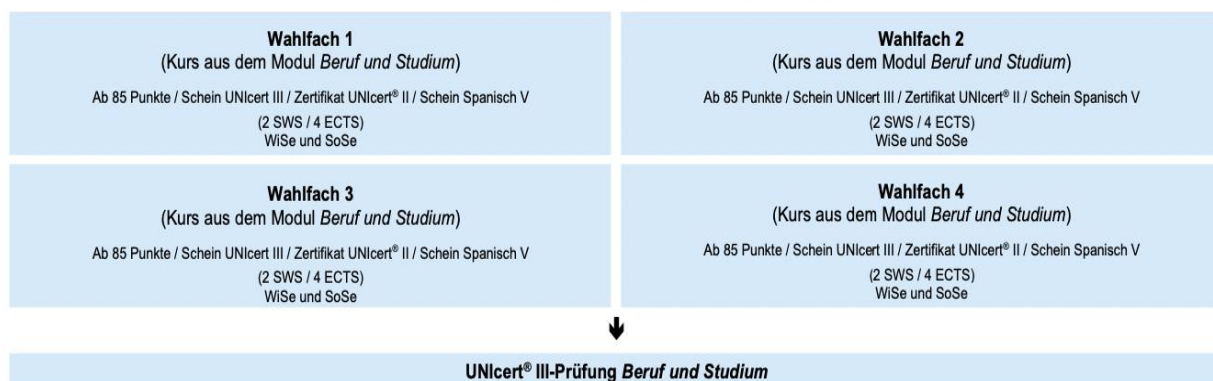 Wahlfach 1
(Kurs aus dem Modul Beruf und Studium)
Ab 85 Punkte / Schein UNIcert III / Zertifikat UNIcert® II / Schein Spanisch V
(2 SWS / 4 ECTS)
WiSe und SoSe
Wahlfach 2
(Kurs aus dem Modul Beruf und Studium)
Ab 85 Punkte / Schein UNIcert III / Zertifikat UNIcert® II / Schein Spanisch V
(2 SWS / 4 ECTS)
WiSe und SoSe
Wahlfach 3
(Kurs aus dem Modul Beruf und Studium)
Ab 85 Punkte / Schein UNIcert III / Zertifikat UNIcert® II / Schein Spanisch V
(2 SWS / 4 ECTS)
WiSe und SoSe
Wahlfach 4
(Kurs aus dem Modul Beruf und Studium)
Ab 85 Punkte / Schein UNIcert III / Zertifikat UNIcert® II / Schein Spanisch V
(2 SWS / 4 ECTS)
WiSe und SoSe
UNIcert® III-Prüfung Beruf und Studium